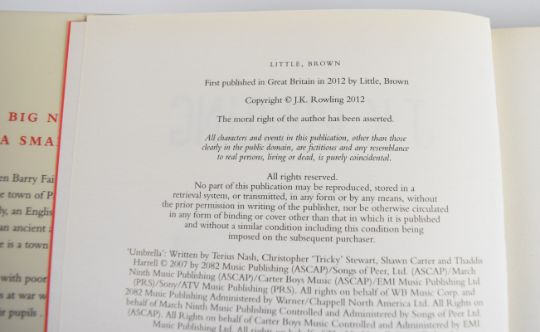 BIG N
A SMA
en Barry Fai
e town of P
ly, an Englis
an ancient a
e is a town
with poor
s at war w
r pupils .
LITTLE, BROWN
First published in Great Britain in 2012 by Little, Brown
Copyright © J.K. Rowling 2012
The moral right of the author has been asserted.
All characters and events in this publication, other than those
clearly in the public domain, are fictitious and any resemblance
to real persons, living or dead, is purely coincidental.
All rights reserved.
No part of this publication may be reproduced, stored in a
retrieval system, or transmitted, in any form or by any means, without
the prior permission in writing of the publisher, nor be otherwise circulated
in any form of binding or cover other than that in which it is published
and without a similar condition including this condition being
imposed on the subsequent purchaser.
'Umbrella': Written by Terius Nash, Christopher 'Tricky' Stewart, Shawn Carter and Thaddis
Harrell © 2007 by 2082 Music Publishing (ASCAP)/Songs of Peer, Ltd. (ASCAP)/March
Ninth Music Publishing (ASCAP)/Carter Boys Music (ASCAP)/EMI Music Publishing Ltd
(PRS)/Sony/ATV Music Publishing (PRS). All rights on behalf of WB Music Corp. and
2082 Music Publishing Administered by Warner/Chappell North America Ltd. All Rights on
behalf of March Ninth Music Publishing Controlled and Administered by Songs of Peer Ltd.
(ASCAP). All Rights on behalf of Carter Boys Music Controlled and Administered by EMI
Music Publishing Ltd. All rights